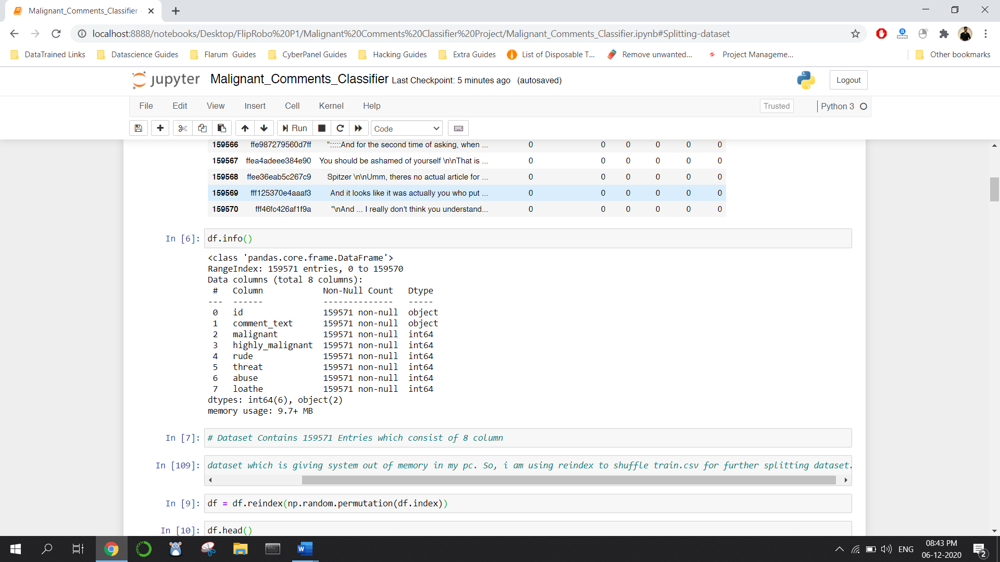 Malignant_Comments_Classifier
localhost:8888/notebooks/Desktop/FlipRobo%20P1/Malignant%20Comments%20Classifier%20Project/Malignant_Comments_Classifier.ipynb#Splitting-dataset
DataTrained Links Datascience Guides Flarum Guides CyberPanel Guides Hacking Guides Extra Guides List of Disposable T... Remove unwanted... Project Manageme... Other bookmarks
jupyter Malignant_Comments_Classifier Last Checkpoint: 5 minutes ago (autosaved) Logout
File Edit View Insert Cell Kernel Help Trusted Python 3
Run Code
159566 ffe987279560d7ff ":::::And for the second time of asking, when ... 0 0 0 0 0 0
159567 ffea4adeee384e90 You should be ashamed of yourself \n\nThat is ... 0 0 0 0 0 0
159568 ffee36eab5c267c9 Spitzer \n\nUmm, theres no actual article for ... 0 0 0 0 0 0
159569 fff125370e4aaaf3 And it looks like it was actually you who put ... 0 0 0 0 0 0
159570 fff46fc426af1f9a "\nAnd ... I really don't think you understand... 0 0 0 0 0 0
In [6]: df.info()
<class 'pandas.core.frame.DataFrame'>
RangeIndex: 159571 entries, 0 to 159570
Data columns (total 8 columns):
# Column Non-Null Count Dtype
--- ------ -------------- -----
0 id 159571 non-null object
1 comment_text 159571 non-null object
2 malignant 159571 non-null int64
3 highly_malignant 159571 non-null int64
4 rude 159571 non-null int64
5 threat 159571 non-null int64
6 abuse 159571 non-null int64
7 loathe 159571 non-null int64
dtypes: int64(6), object(2)
memory usage: 9.7+ MB
In [7]: # Dataset Contains 159571 Entries which consist of 8 column
In [109]: dataset which is giving system out of memory in my pc. So, i am using reindex to shuffle train.csv for further splitting dataset.
In [9]: df = df.reindex(np.random.permutation(df.index))
In [10]: df.head()
ENG 08:43 PM
06-12-2020 2